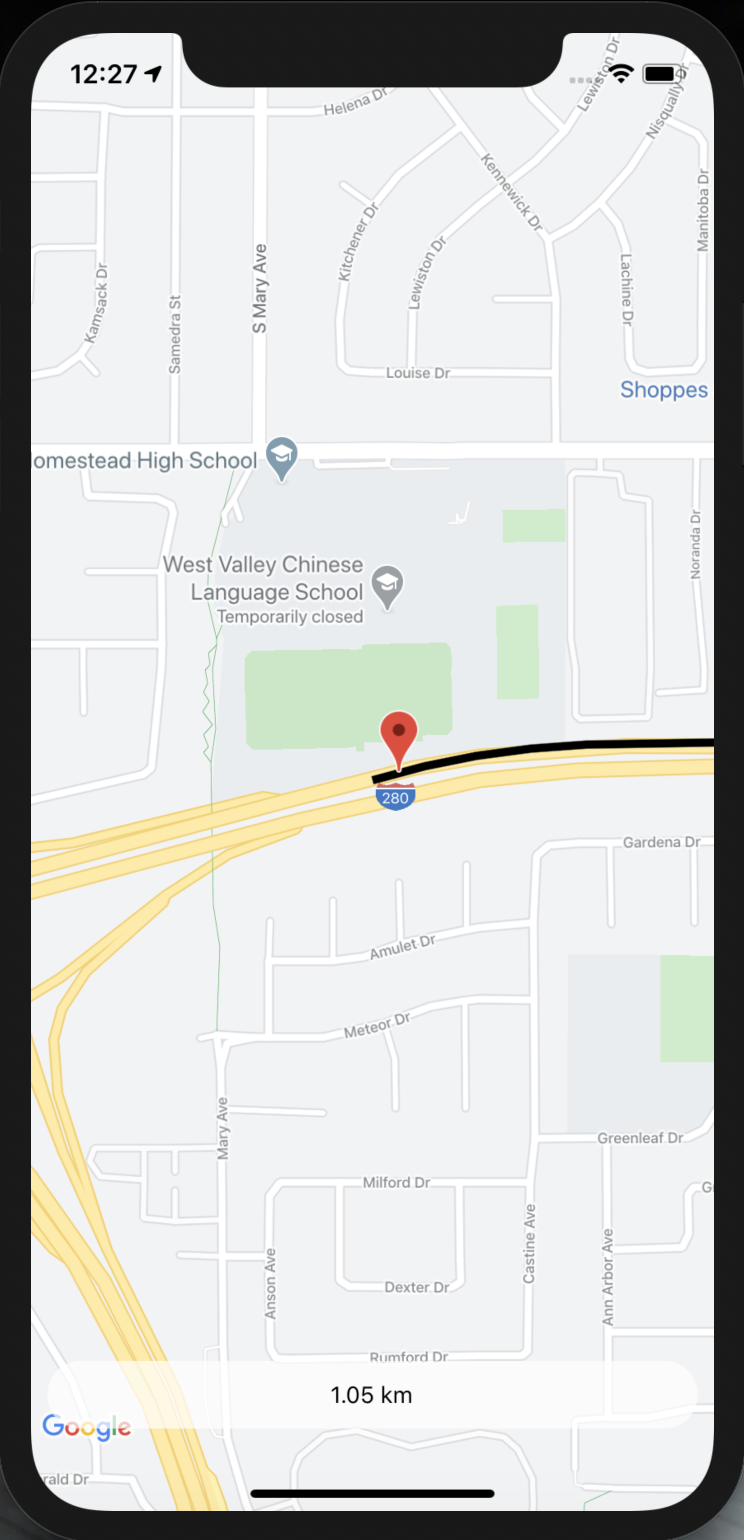 12:27
Lewiston Dr
Nisqually Dr
Helena Dr
Kennewick Dr
Manitoba Dr
Kitchener Dr
Lewiston Dr
S Mary Ave
Kamsack Dr
Samedra St
Lachine Dr
Louise Dr
Shoppes
omestead High School
Noranda Dr
West Valley Chinese
Language School
Temporarily closed
280
Gardena Dr
Amulet Dr
Meteor Dr
Mary Ave
Greenleaf Dr
Milford Dr
G
Castine Ave
Ann Arbor Ave
Anson Ave
Dexter Dr
Rumford Dr
1.05 km
Google
rald Dr